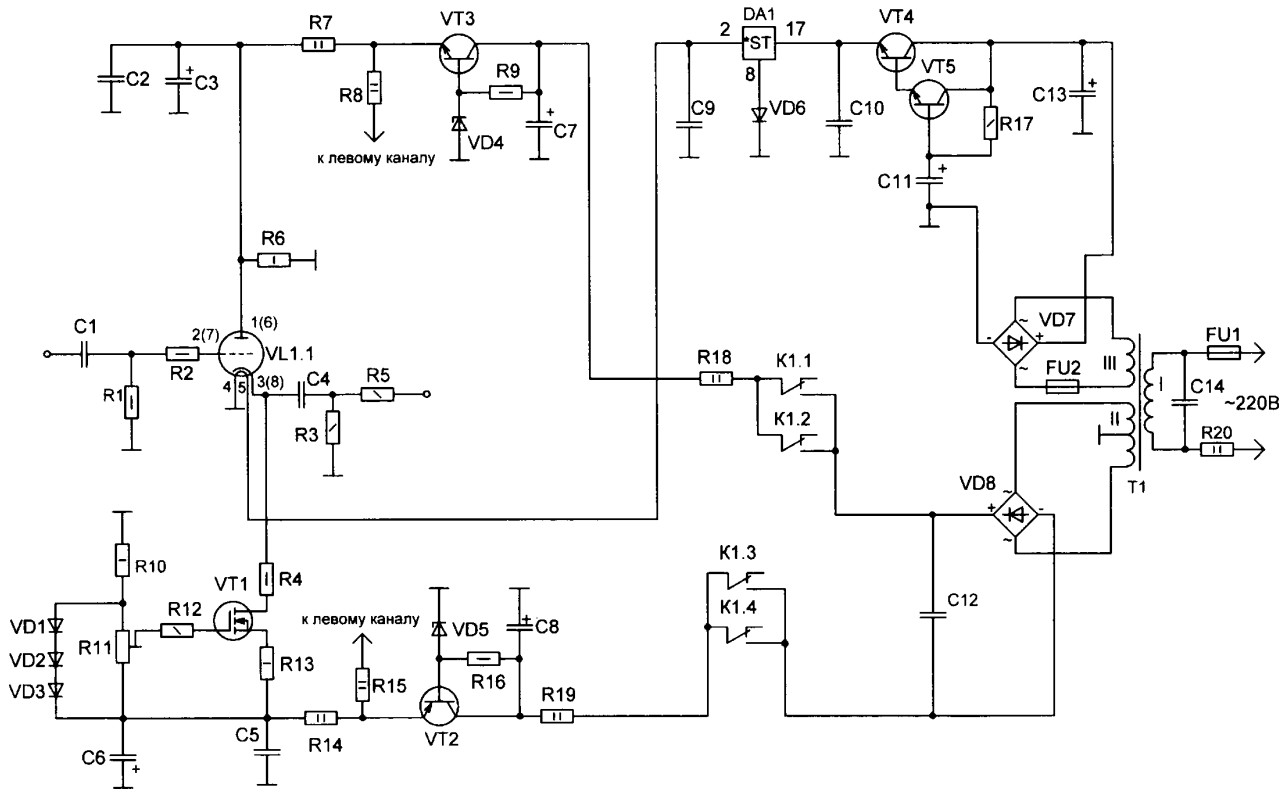 R7
VT3
DA1
VT4
2
ST
17
8
VT5
C2
C3
R8
R9
VD4
C7
к левому каналу
C9
VD6
C10
R17
C13
C11
R6
C1
2(7)
1(6)
R2
VL1.1
4
5
3(8)
C4
R5
R1
R3
R18
K1.1
K1.2
VD7
~
~
-
+
III
FU2
I
FU1
C14
~220В
R20
II
T1
VD8
~
~
+
-
R10
VT1
R4
к левому каналу
K1.3
K1.4
C12
VD1
VD2
VD3
R11
R12
R13
R15
VD5
C8
R16
R19
C6
C5
R14
VT2